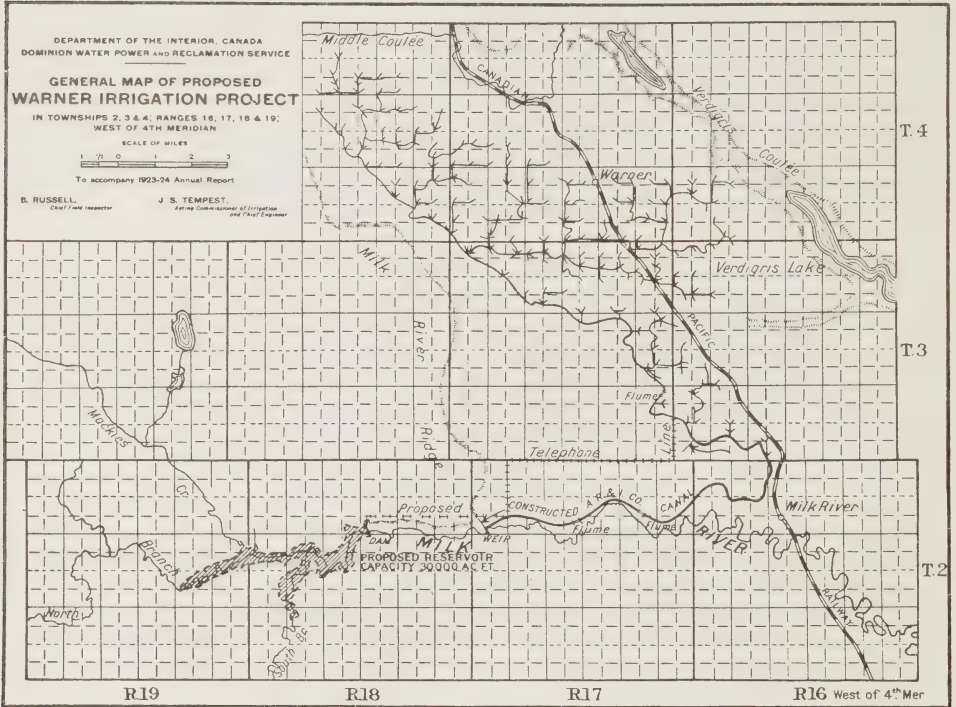 DEPARTMENT OF THE INTERIOR, CANADA
DOMINION WATER POWER AND RECLAMATION SERVICE
GENERAL MAP OF PROPOSED
WARNER IRRIGATION PROJECT
IN TOWNSHIPS 2, 3 & 4; RANGES 16, 17, 18 & 19;
WEST OF 4TH MERIDIAN
SCALE OF MILES
1 1/2 0 1 2 3
To accompany 1923-24 Annual Report
B. RUSSELL.
Chief Field Inspector
J. S. TEMPEST.
Acting Commissioner of Irrigation
and Chief Engineer
Middle Coulee
CANADIAN
Verdigris
Coulee
T.4
Warner
Milk
Verdigris Lake
River
PACIFIC
T.3
Mackies
Flume
Ridge
Telephone
Line
Cr.
Proposed
CONSTRUCTED A.R.& I. CO. CANAL
Milk River
DAM
MILK
WEIR
Flume
Flume
RIVER
Branch
PROPOSED RESERVOIR
CAPACITY 30000 AC FT
T.2
North
South Br.
RAILWAY
R19
R18
R17
R16 West of 4th Mer